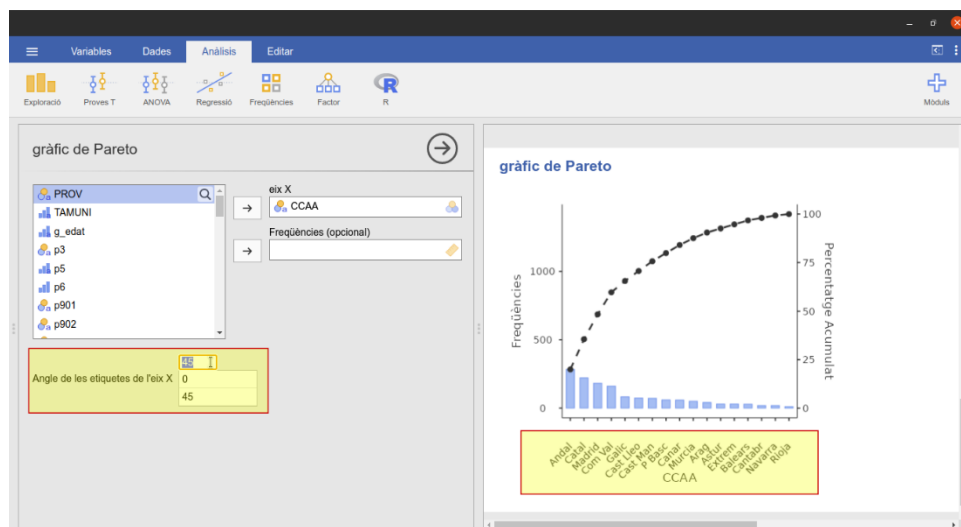 Variables Dades Anàlisis Editar
Exploració Proves T ANOVA Regressió Freqüències Factor R Mòduls
gràfic de Pareto
PROV
TAMUNI
g_edat
p3
p5
p6
p901
p902
eix X
CCAA
Freqüències (opcional)
Angle de les etiquetes de l'eix X
45
0
45
gràfic de Pareto
Freqüències
1000
500
0
100
75
50
25
0
Percentatge Acumulat
Andal
Catal
Madrid
Com Val
Galic
Cast Lleo
Cast Man
P Basc
Canar
Murcia
Arag
Astur
Extrem
Balears
Cantabr
Navarra
Rioja
CCAA